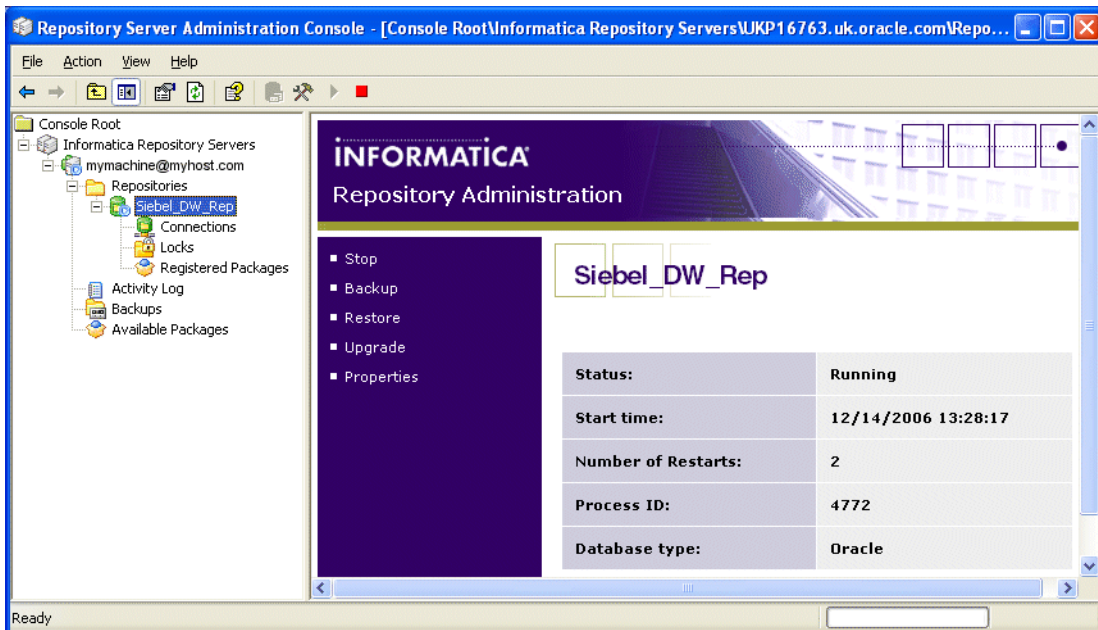 Repository Server Administration Console - [Console Root\Informatica Repository Servers\UKP16763.uk.oracle.com\Repo...
File Action View Help
Console Root
Informatica Repository Servers
mymachine@myhost.com
Repositories
Siebel_DW_Rep
Connections
Locks
Registered Packages
Activity Log
Backups
Available Packages
INFORMATICA
Repository Administration
Stop
Backup
Restore
Upgrade
Properties
Siebel_DW_Rep
Status: Running
Start time: 12/14/2006 13:28:17
Number of Restarts: 2
Process ID: 4772
Database type: Oracle
Ready